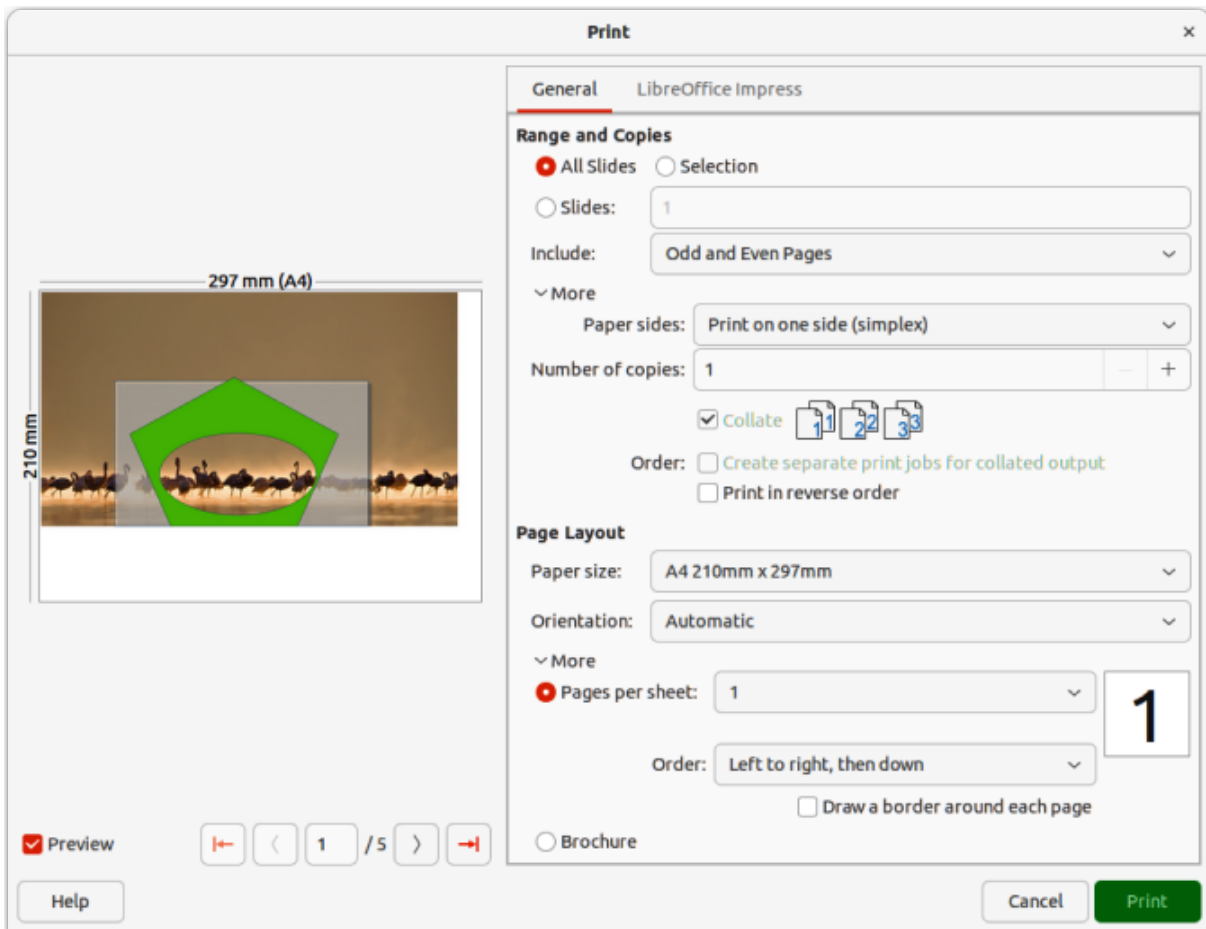 Print
General LibreOffice Impress
Range and Copies
All Slides Selection
Slides: 1
Include: Odd and Even Pages
More
Paper sides: Print on one side (simplex)
Number of copies: 1
Collate 11 22 33
Order: Create separate print jobs for collated output
Print in reverse order
Page Layout
Paper size: A4 210mm x 297mm
Orientation: Automatic
More
Pages per sheet: 1
1
Order: Left to right, then down
Draw a border around each page
Brochure
297 mm (A4)
210 mm
Preview 1 / 5
Help Cancel Print